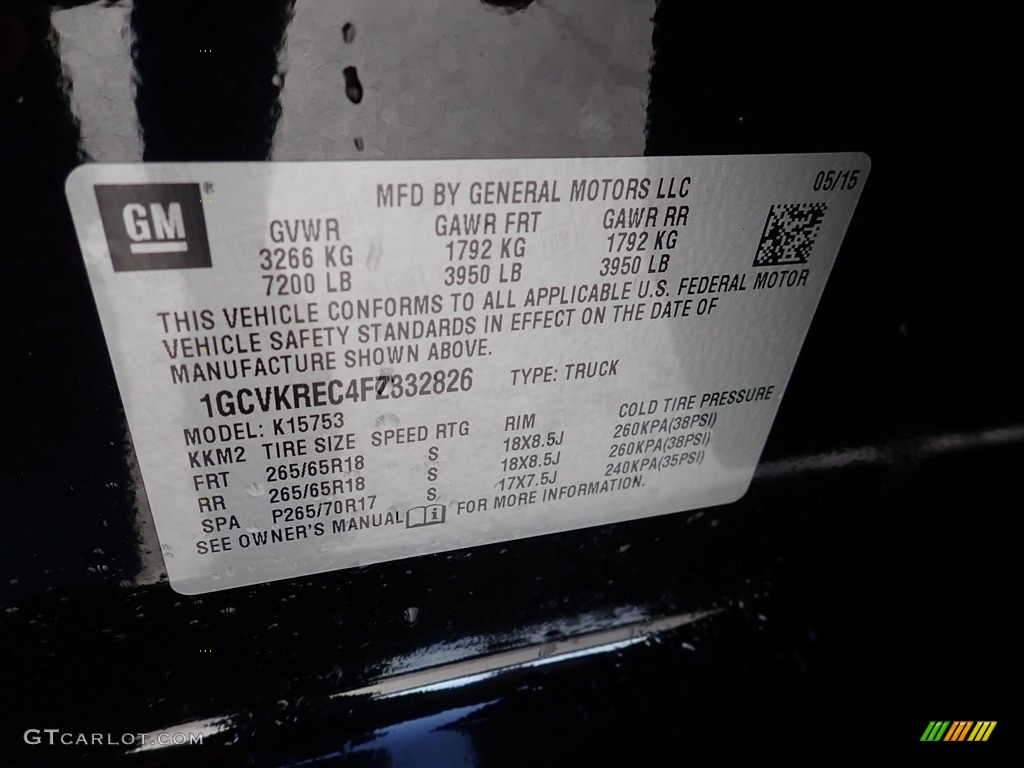 GM®
MFD BY GENERAL MOTORS LLC 05/15
GVWR GAWR FRT GAWR RR
3266 KG 1792 KG 1792 KG
7200 LB 3950 LB 3950 LB
THIS VEHICLE CONFORMS TO ALL APPLICABLE U.S. FEDERAL MOTOR
VEHICLE SAFETY STANDARDS IN EFFECT ON THE DATE OF
MANUFACTURE SHOWN ABOVE.
1GCVKREC4FZ332826 TYPE: TRUCK
MODEL: K15753
KKM2 TIRE SIZE SPEED RTG RIM COLD TIRE PRESSURE
FRT 265/65R18 S 18X8.5J 260KPA(38PSI)
RR 265/65R18 S 18X8.5J 260KPA(38PSI)
SPA P265/70R17 S 17X7.5J 240KPA(35PSI)
SEE OWNER'S MANUAL i FOR MORE INFORMATION.
GTCARLOT.COM